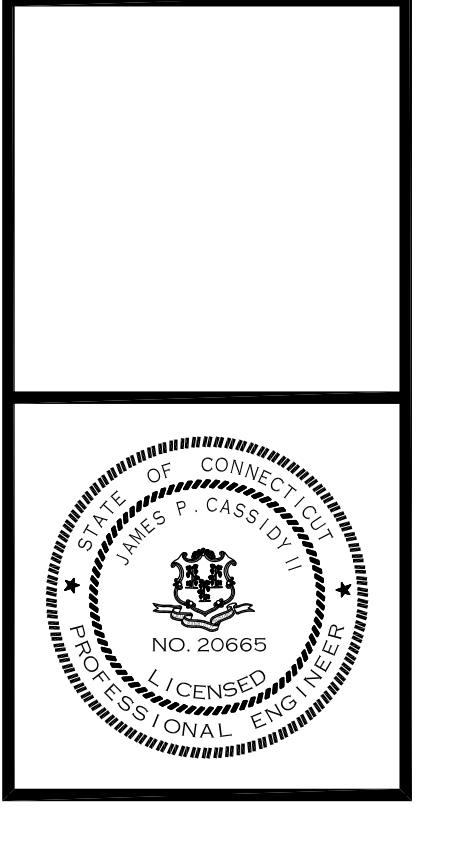 STATE OF CONNECTICUT
JAMES P. CASSIDY II
NO. 20665
LICENSED
PROFESSIONAL ENGINEER